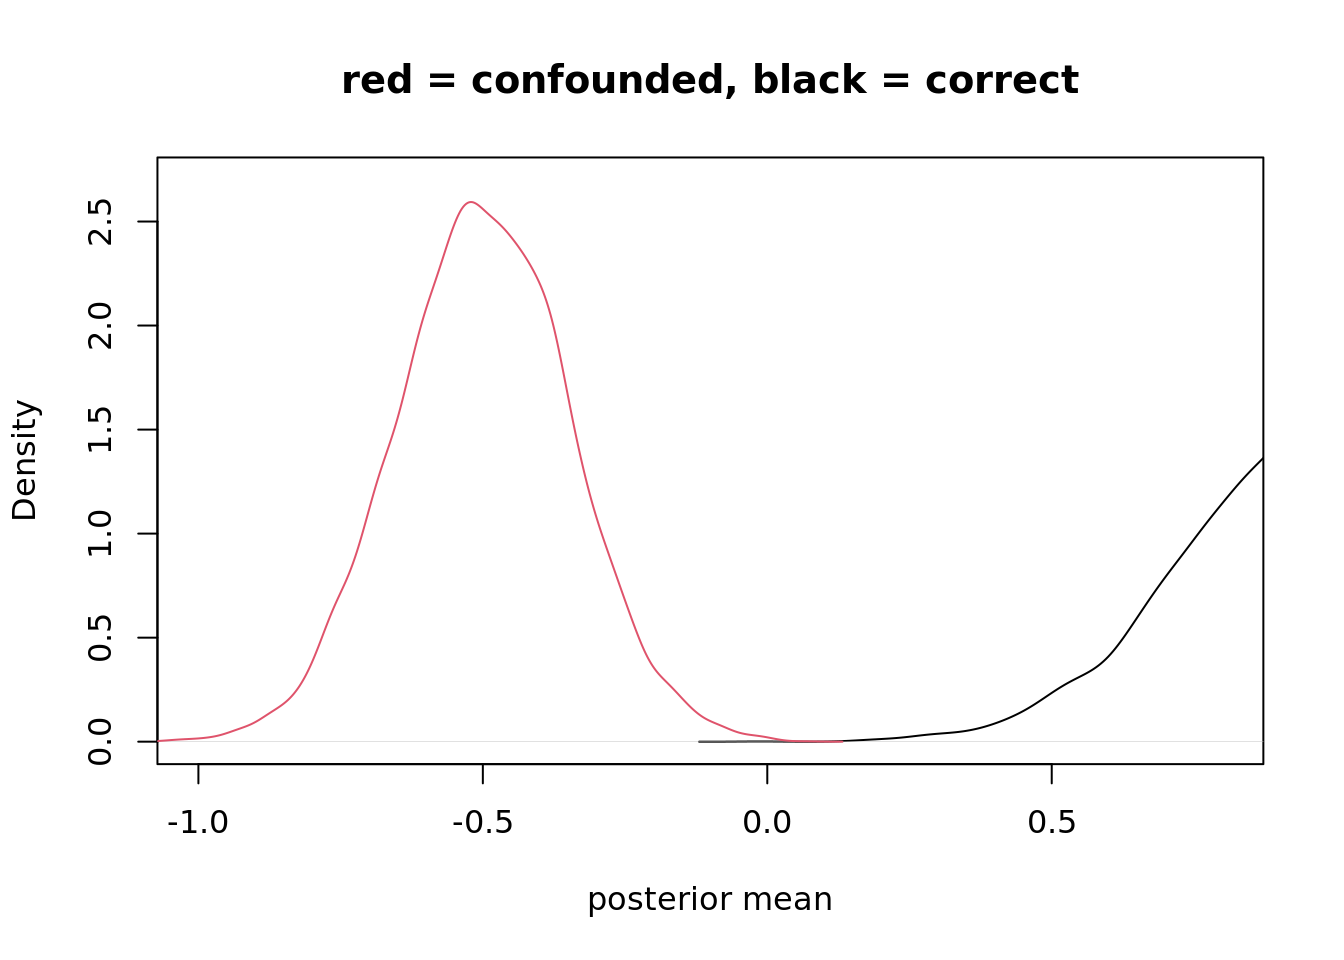 red = confounded, black = correct
Density
2.5
2.0
1.5
1.0
0.5
0.0
-1.0 -0.5 0.0 0.5
posterior mean